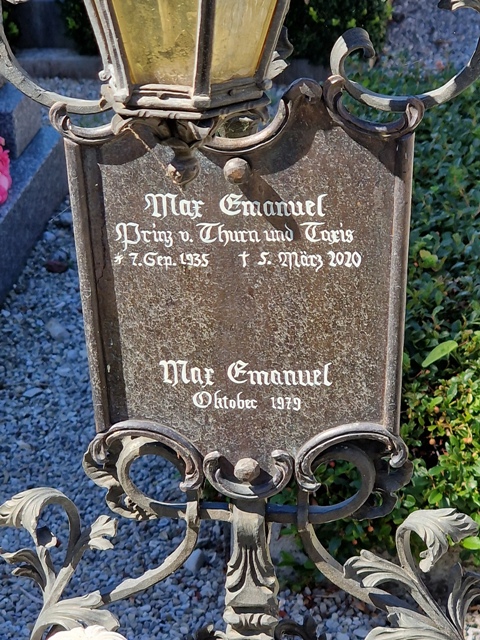 Max Emanuel
Prinz v. Thurn und Taxis
* 7. Sep. 1935 † 5. März 2020
Max Emanuel
Oktober 1979